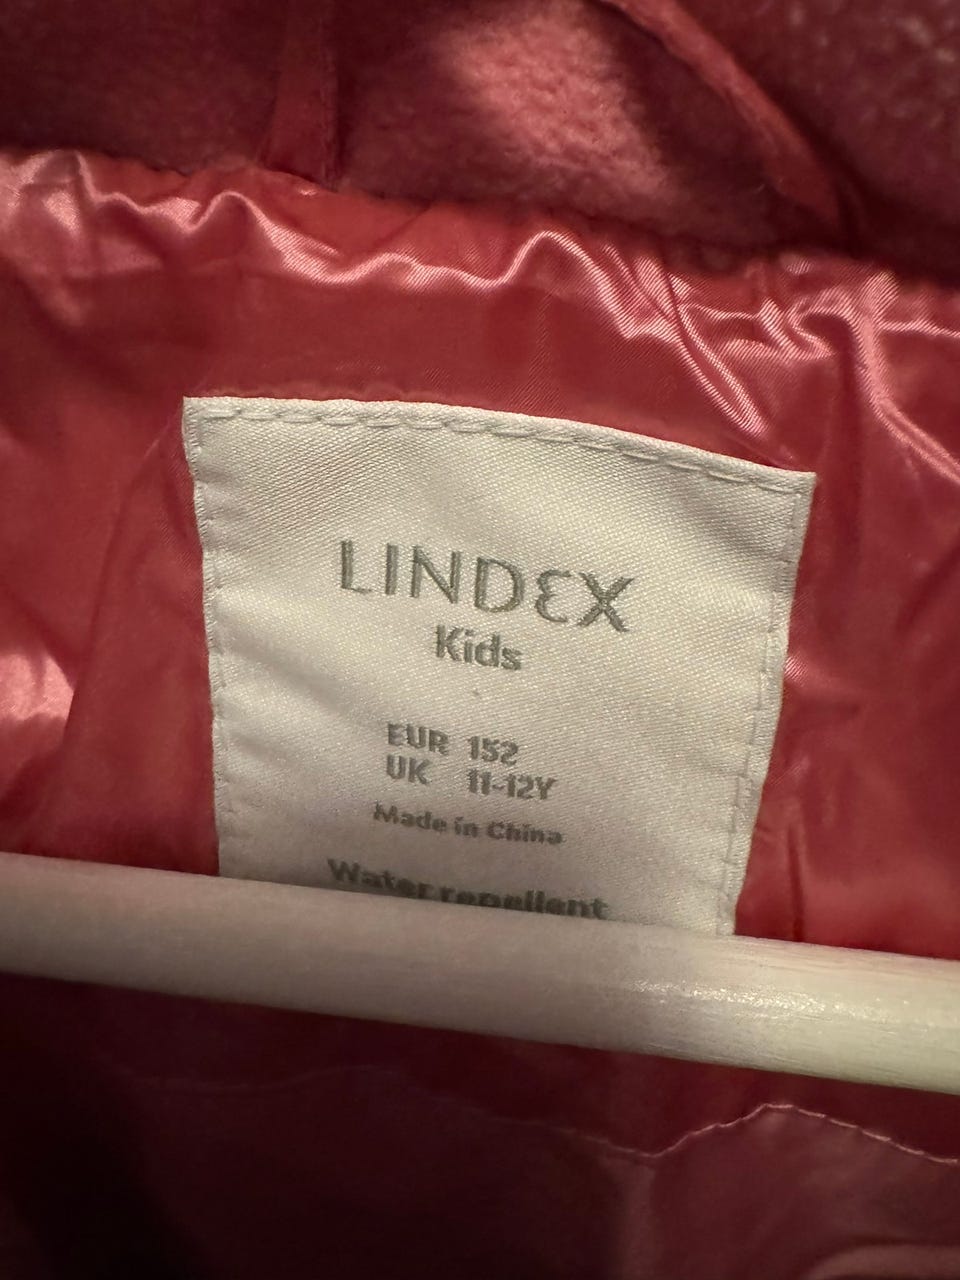 LINDEX
Kids
EUR 152
UK 11-12Y
Made in China
Water repellent